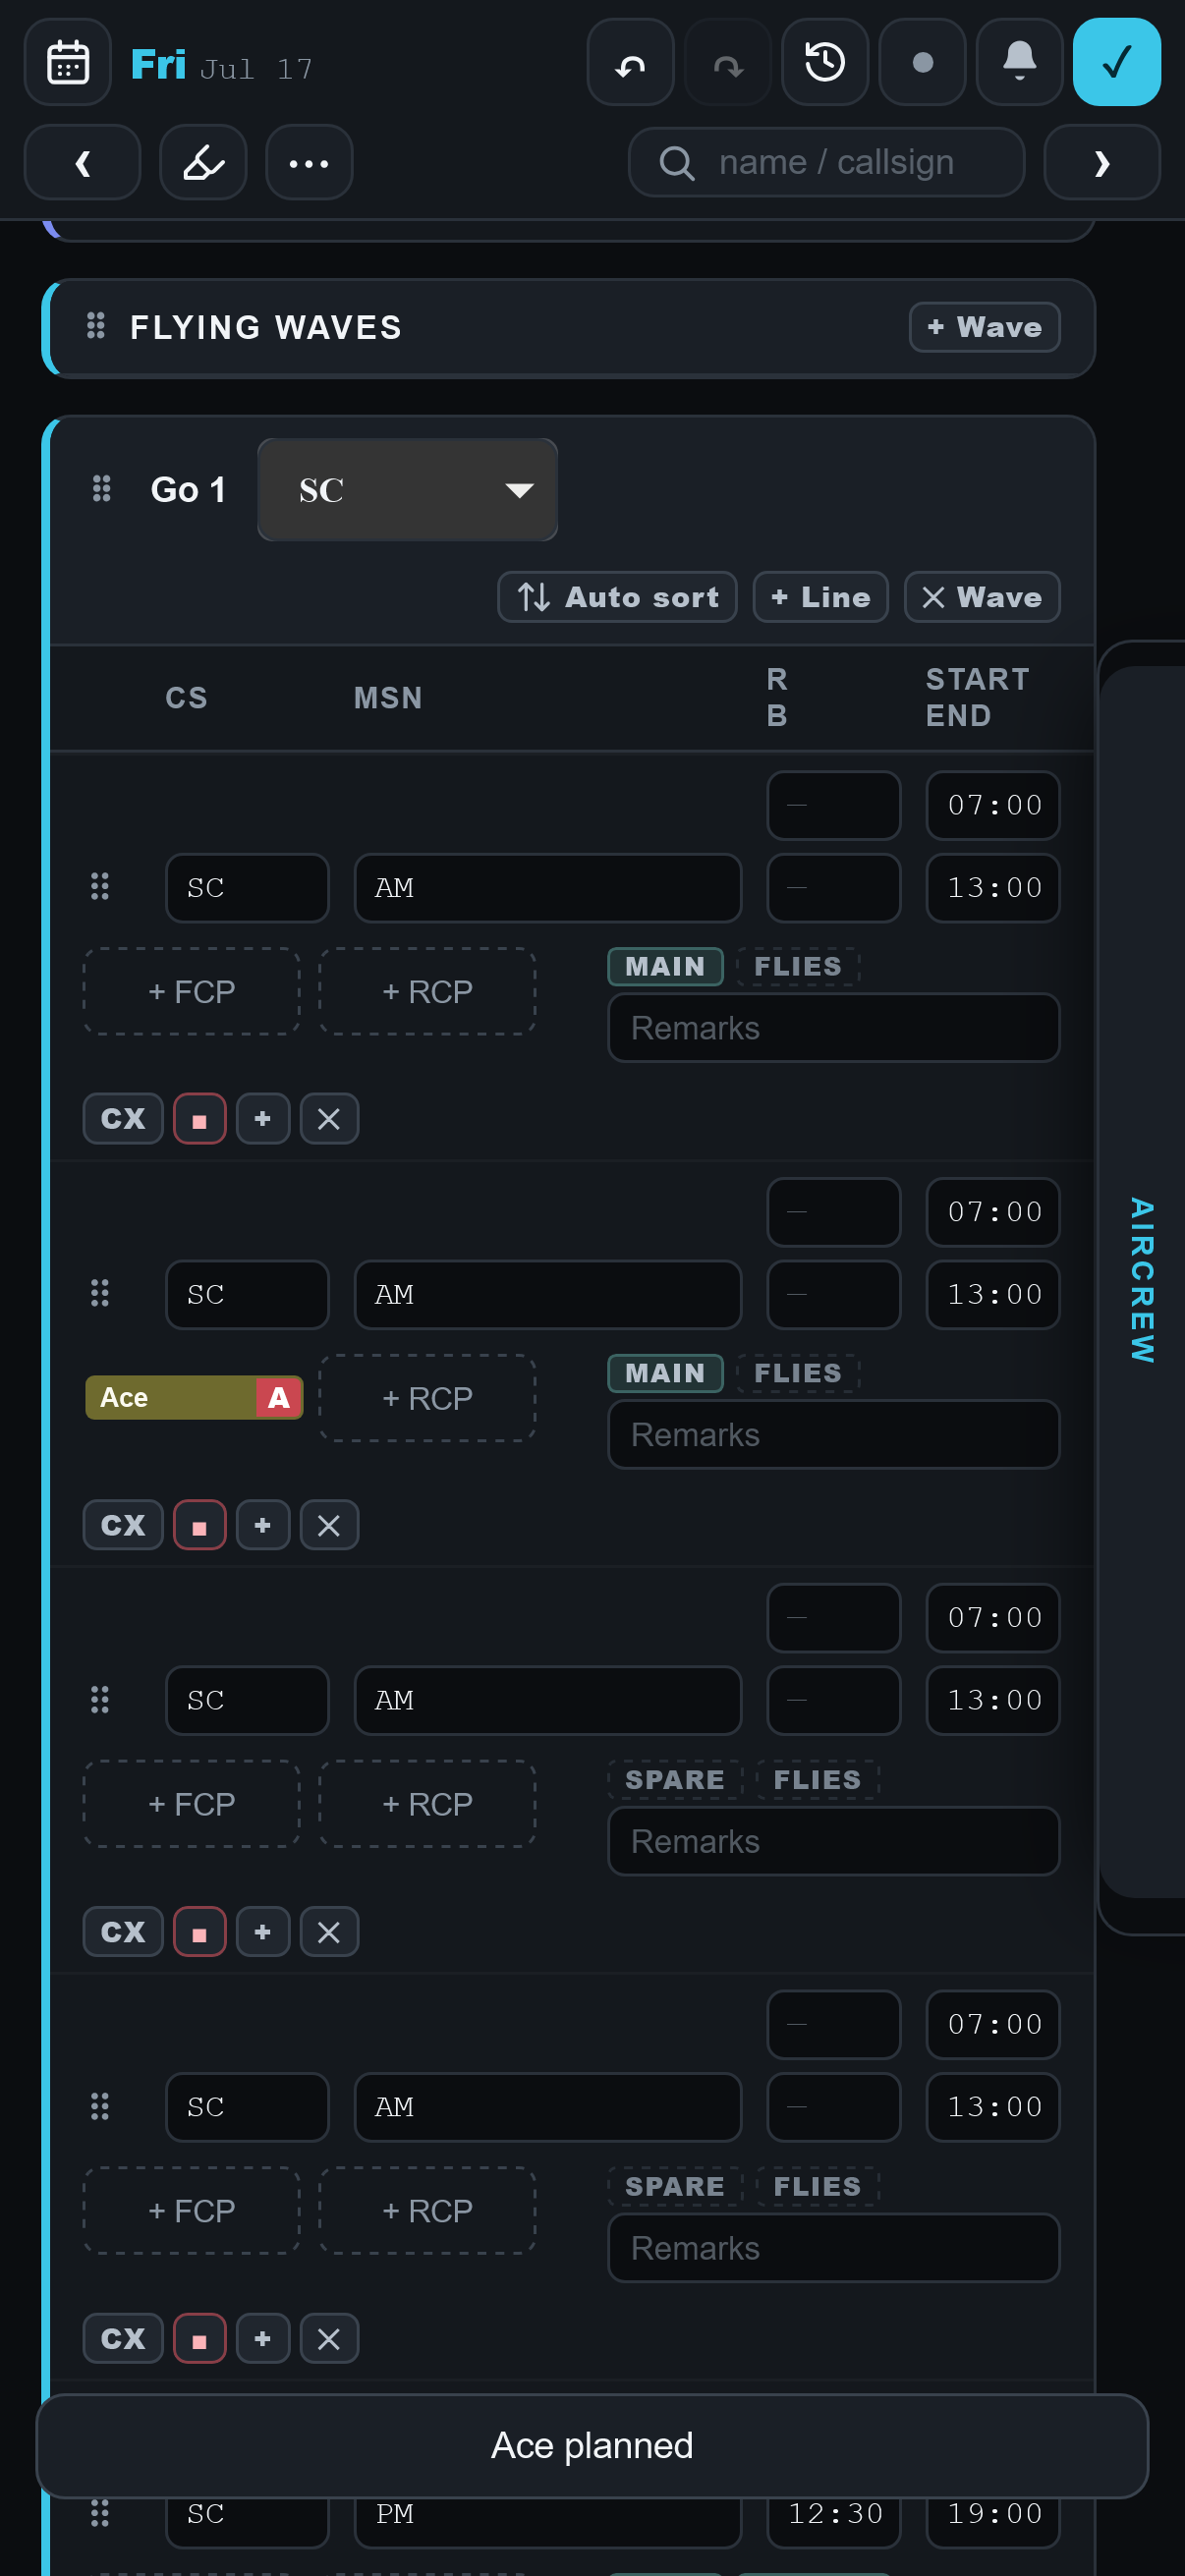 Fri Jul 17
name / callsign
FLYING WAVES
+ Wave
Go 1
SC
Auto sort
+ Line
× Wave
CS MSN R START
B END
— 07:00
SC AM — 13:00
+ FCP + RCP MAIN FLIES
Remarks
CX + ×
— 07:00
SC AM — 13:00
Ace A + RCP MAIN FLIES
Remarks
CX + ×
— 07:00
SC AM — 13:00
+ FCP + RCP SPARE FLIES
Remarks
CX + ×
— 07:00
SC AM — 13:00
+ FCP + RCP SPARE FLIES
Remarks
CX + ×
AIRCREW
Ace planned
SC PM 12:30 19:00